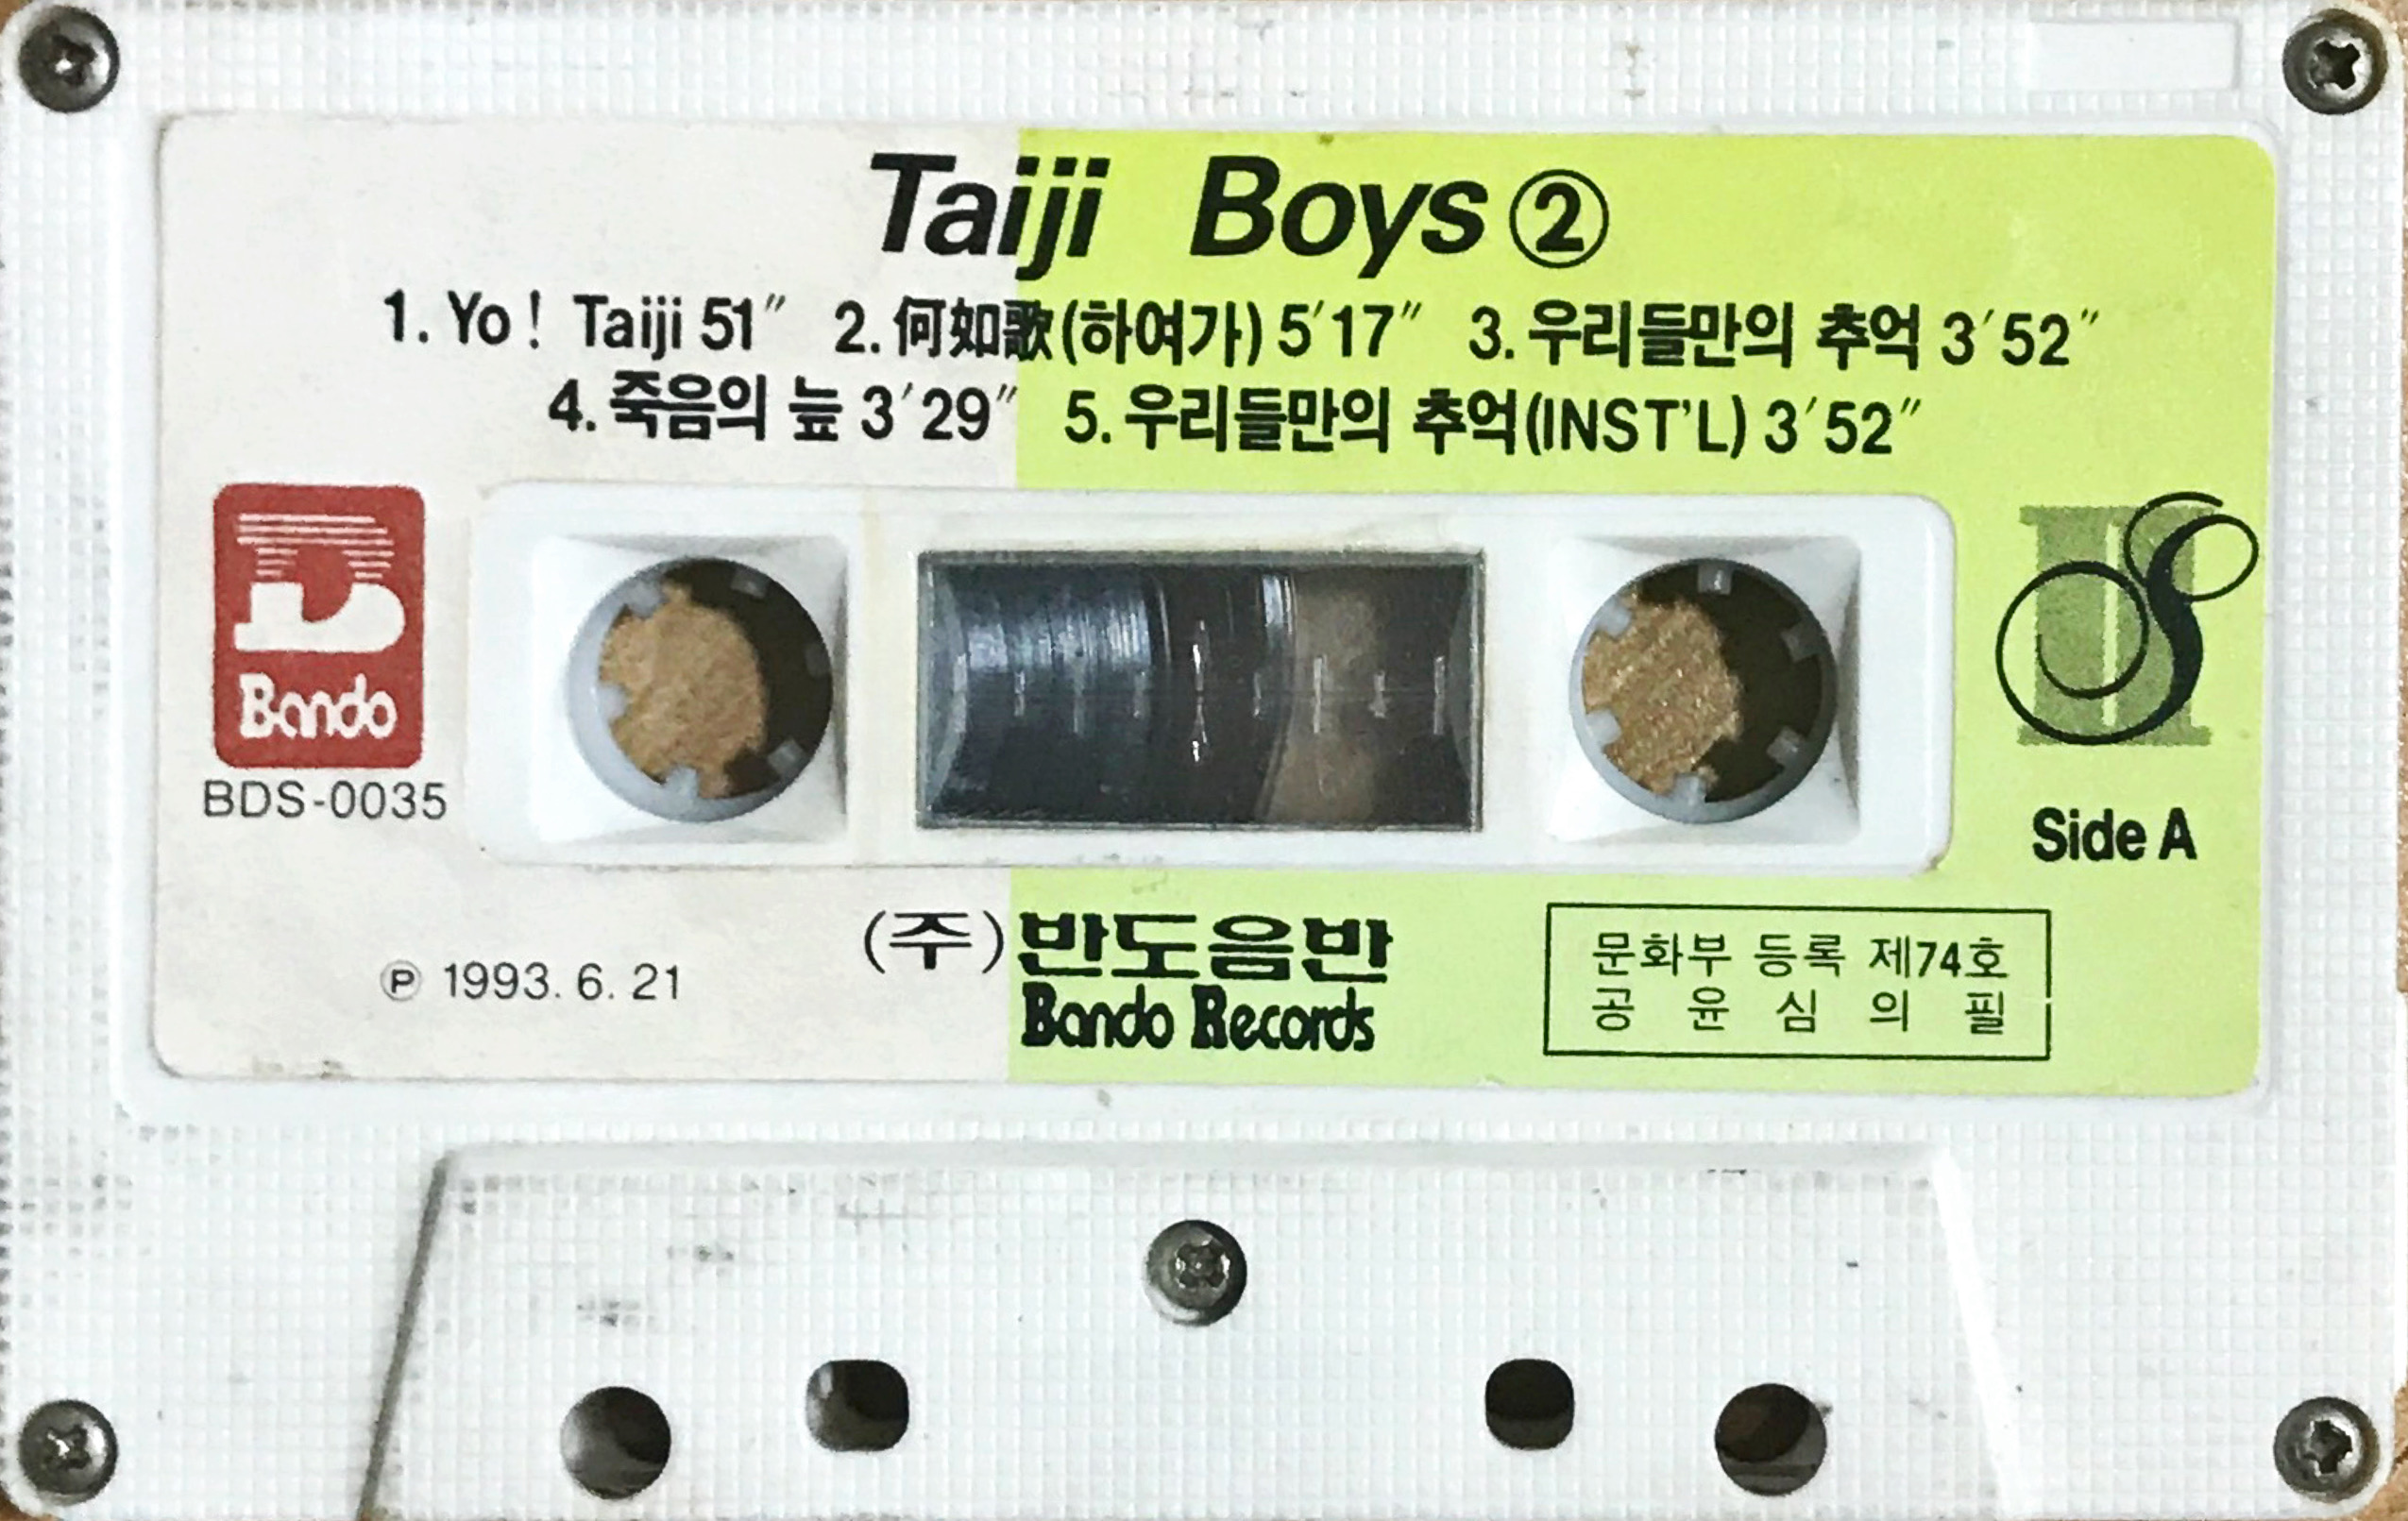 Taiji Boys②
1. Yo! Taiji 51″ 2. 何如歌(하여가) 5′17″ 3. 우리들만의 추억 3′52″
4. 죽음의 늪 3′29″ 5. 우리들만의 추억(INST'L) 3′52″
Bando
BDS-0035
II S
Side A
Ⓟ 1993. 6. 21
(주)반도음반
Bando Records
문화부 등록 제74호
공 윤 심 의 필